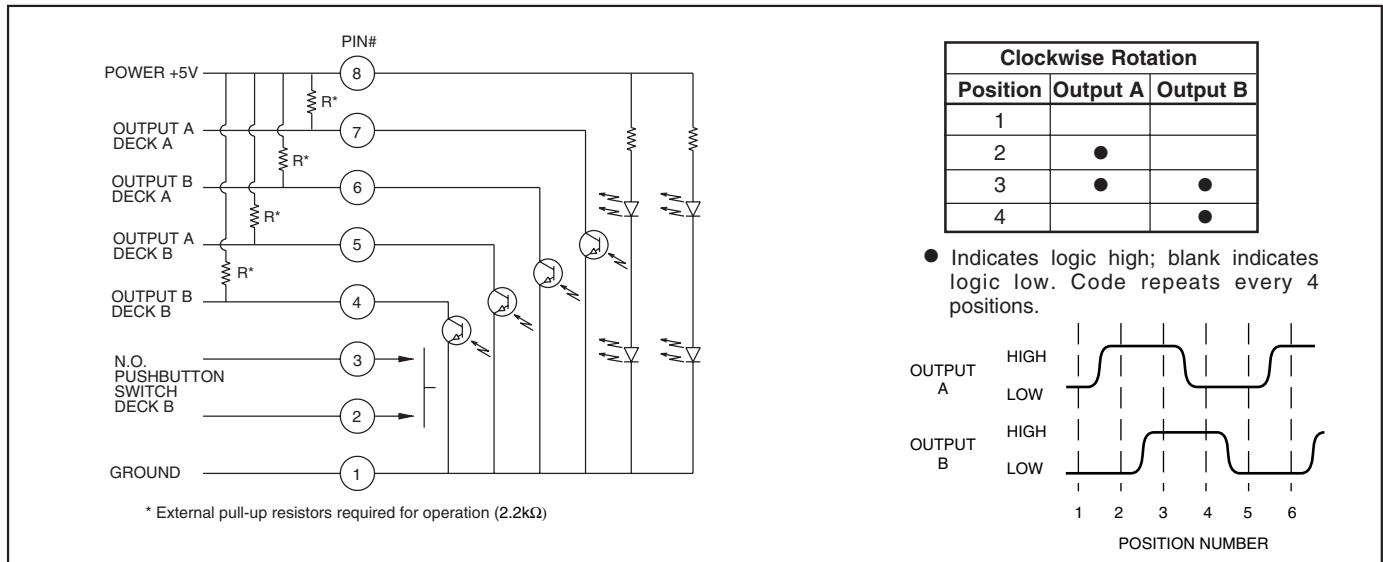 PIN#
POWER +5V
8
R*
OUTPUT A
DECK A
7
R*
OUTPUT B
DECK A
6
R*
OUTPUT A
DECK B
5
R*
OUTPUT B
DECK B
4
N.O.
PUSHBUTTON
SWITCH
DECK B
3
2
GROUND
1
* External pull-up resistors required for operation (2.2kΩ)
Clockwise Rotation
Position Output A Output B
1
2 ● 
3 ● ●
4 ●
● Indicates logic high; blank indicates
logic low. Code repeats every 4
positions.
OUTPUT
A
HIGH
LOW
OUTPUT
B
HIGH
LOW
1 2 3 4 5 6
POSITION NUMBER